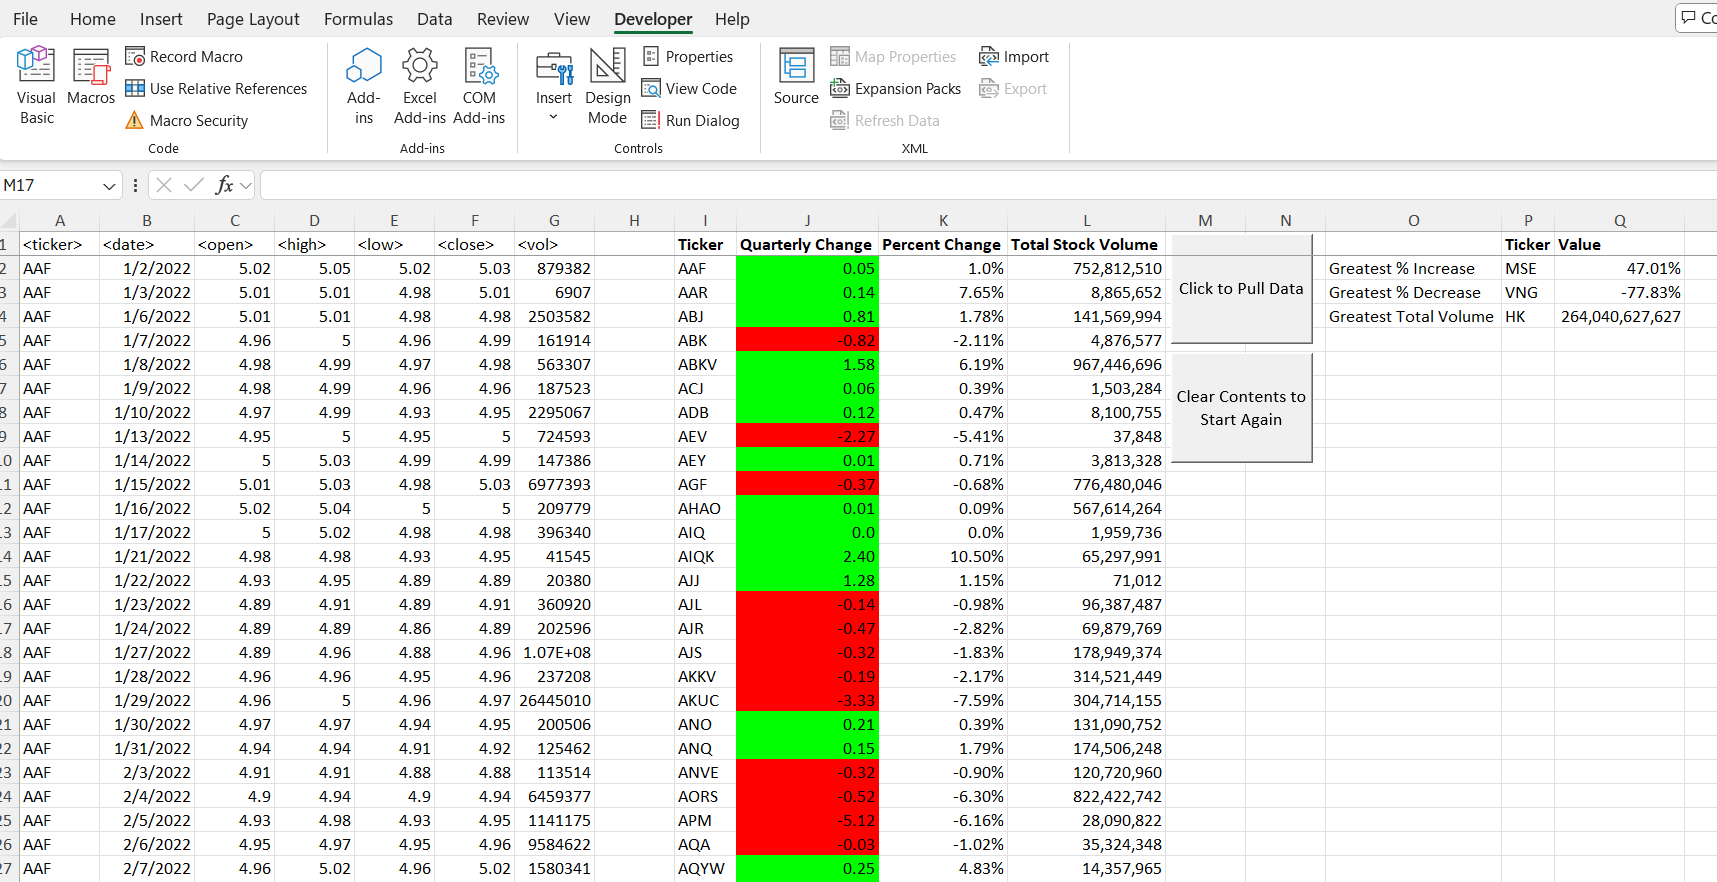 File Home Insert Page Layout Formulas Data Review View Developer Help
Visual Basic Macros Record Macro Use Relative References Macro Security
Add-ins Excel Add-ins COM Add-ins
Insert Design Mode Properties View Code Run Dialog
Source Map Properties Expansion Packs Refresh Data Import Export
Code Add-ins Controls XML
M17 fx
A B C D E F G H I J K L M N O P Q
1 <ticker> <date> <open> <high> <low> <close> <vol> Ticker Quarterly Change Percent Change Total Stock Volume Ticker Value
2 AAF 1/2/2022 5.02 5.05 5.02 5.03 879382 AAF 0.05 1.0% 752,812,510 Greatest % Increase MSE 47.01%
3 AAF 1/3/2022 5.01 5.01 4.98 5.01 6907 AAR 0.14 7.65% 8,865,652 Click to Pull Data Greatest % Decrease VNG -77.83%
4 AAF 1/6/2022 5.01 5.01 4.98 4.98 2503582 ABJ 0.81 1.78% 141,569,994 Greatest Total Volume HK 264,040,627,627
5 AAF 1/7/2022 4.96 5 4.96 4.99 161914 ABK -0.82 -2.11% 4,876,577
6 AAF 1/8/2022 4.98 4.99 4.97 4.98 563307 ABKV 1.58 6.19% 967,446,696
7 AAF 1/9/2022 4.98 4.99 4.96 4.96 187523 ACJ 0.06 0.39% 1,503,284 Clear Contents to
8 AAF 1/10/2022 4.97 4.99 4.93 4.95 2295067 ADB 0.12 0.47% 8,100,755 Start Again
9 AAF 1/13/2022 4.95 5 4.95 5 724593 AEV -2.27 -5.41% 37,848
0 AAF 1/14/2022 5 5.03 4.99 4.99 147386 AEY 0.01 0.71% 3,813,328
11 AAF 1/15/2022 5.01 5.03 4.98 5.03 6977393 AGF -0.37 -0.68% 776,480,046
12 AAF 1/16/2022 5.02 5.04 5 5 209779 AHAO 0.01 0.09% 567,614,264
13 AAF 1/17/2022 5 5.02 4.98 4.98 396340 AIQ 0.0 0.0% 1,959,736
14 AAF 1/21/2022 4.98 4.98 4.93 4.95 41545 AIQK 2.40 10.50% 65,297,991
15 AAF 1/22/2022 4.93 4.95 4.89 4.89 20380 AJJ 1.28 1.15% 71,012
16 AAF 1/23/2022 4.89 4.91 4.89 4.91 360920 AJL -0.14 -0.98% 96,387,487
17 AAF 1/24/2022 4.89 4.89 4.86 4.89 202596 AJR -0.47 -2.82% 69,879,769
18 AAF 1/27/2022 4.89 4.96 4.88 4.96 1.07E+08 AJS -0.32 -1.83% 178,949,374
19 AAF 1/28/2022 4.96 4.96 4.95 4.96 237208 AKKV -0.19 -2.17% 314,521,449
20 AAF 1/29/2022 4.96 5 4.96 4.97 26445010 AKUC -3.33 -7.59% 304,714,155
21 AAF 1/30/2022 4.97 4.97 4.94 4.95 200506 ANO 0.21 0.39% 131,090,752
22 AAF 1/31/2022 4.94 4.94 4.91 4.92 125462 ANQ 0.15 1.79% 174,506,248
23 AAF 2/3/2022 4.91 4.91 4.88 4.88 113514 ANVE -0.32 -0.90% 120,720,960
24 AAF 2/4/2022 4.9 4.94 4.9 4.94 6459377 AORS -0.52 -6.30% 822,422,742
25 AAF 2/5/2022 4.93 4.98 4.93 4.95 1141175 APM -5.12 -6.16% 28,090,822
26 AAF 2/6/2022 4.95 4.97 4.95 4.96 9584622 AQA -0.03 -1.02% 35,324,348
27 AAF 2/7/2022 4.96 5.02 4.96 5.02 1580341 AQYW 0.25 4.83% 14,357,965